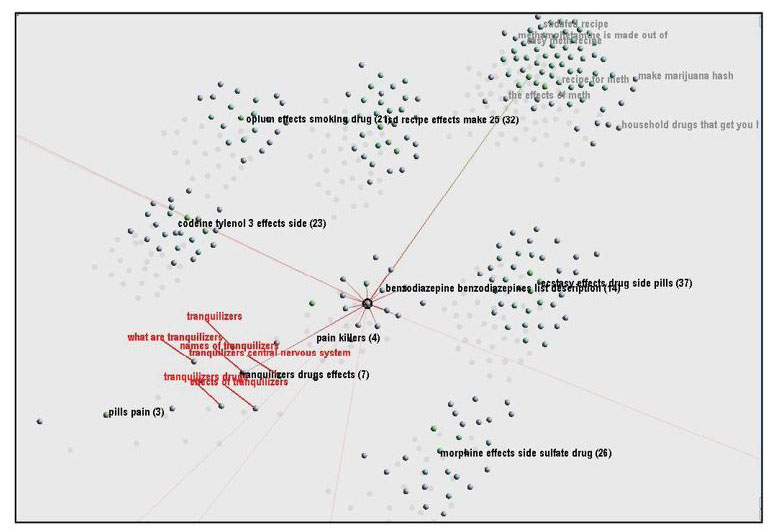 sudafed recipe
methamphetamine is made out of
easy meth recipe
recipe for meth
make marijuana hash
the effects of meth
household drugs that get you
opium effects smoking drug (21)
recipe effects make 20 (32)
codeine tylenol 3 effects side (23)
ecstasy effects drug side pills (37)
benzodiazepine benzodiazepines list description (14)
tranquilizers
what are tranquilizers
names of tranquilizers
tranquilizers central nervous system
pain killers (4)
tranquilizers drugs effects (7)
tranquilizers drug
effects of tranquilizers
pills pain (3)
morphine effects side sulfate drug (26)